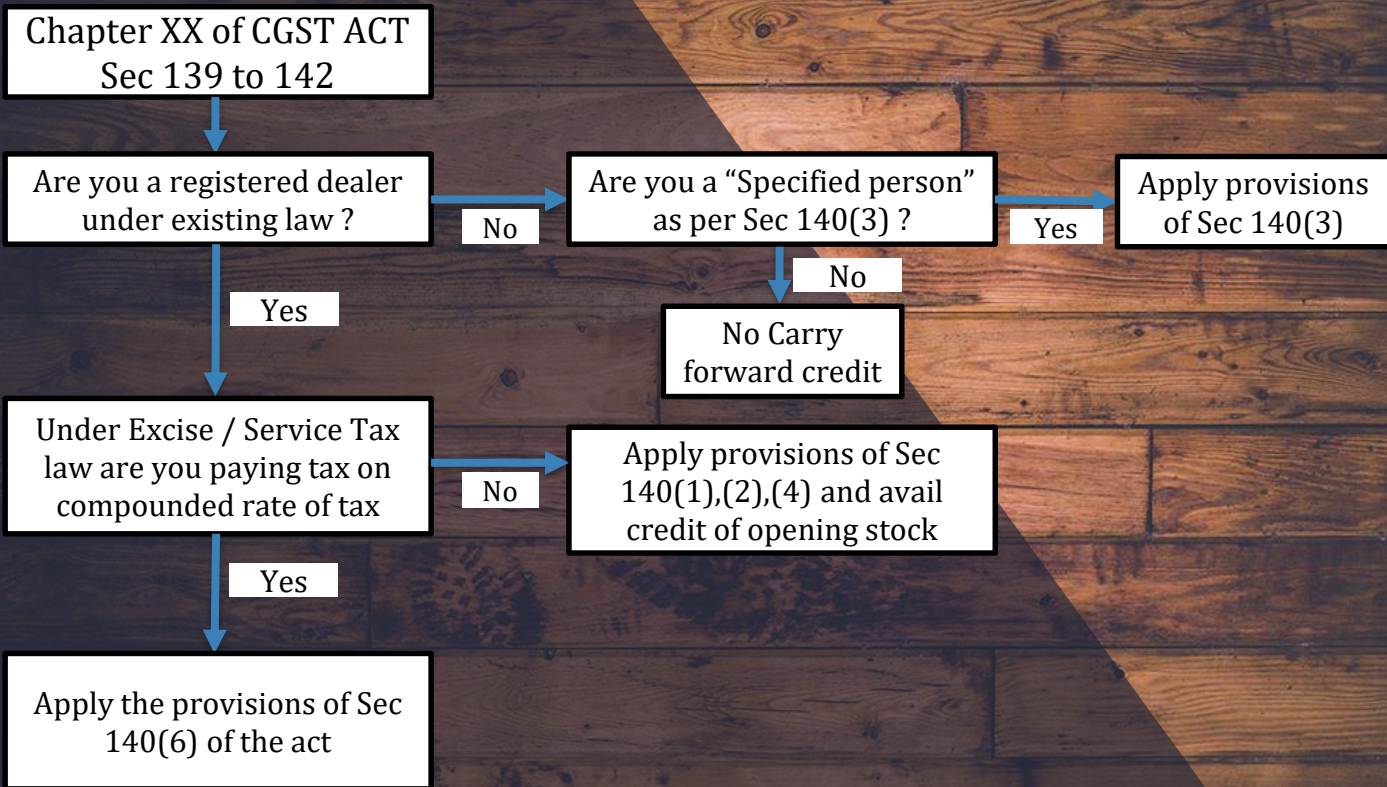 Chapter XX of CGST ACT
Sec 139 to 142
Are you a registered dealer
under existing law ?
No
Are you a “Specified person”
as per Sec 140(3) ?
Yes
Apply provisions
of Sec 140(3)
No
No Carry
forward credit
Yes
Under Excise / Service Tax
law are you paying tax on
compounded rate of tax
No
Apply provisions of Sec
140(1),(2),(4) and avail
credit of opening stock
Yes
Apply the provisions of Sec
140(6) of the act